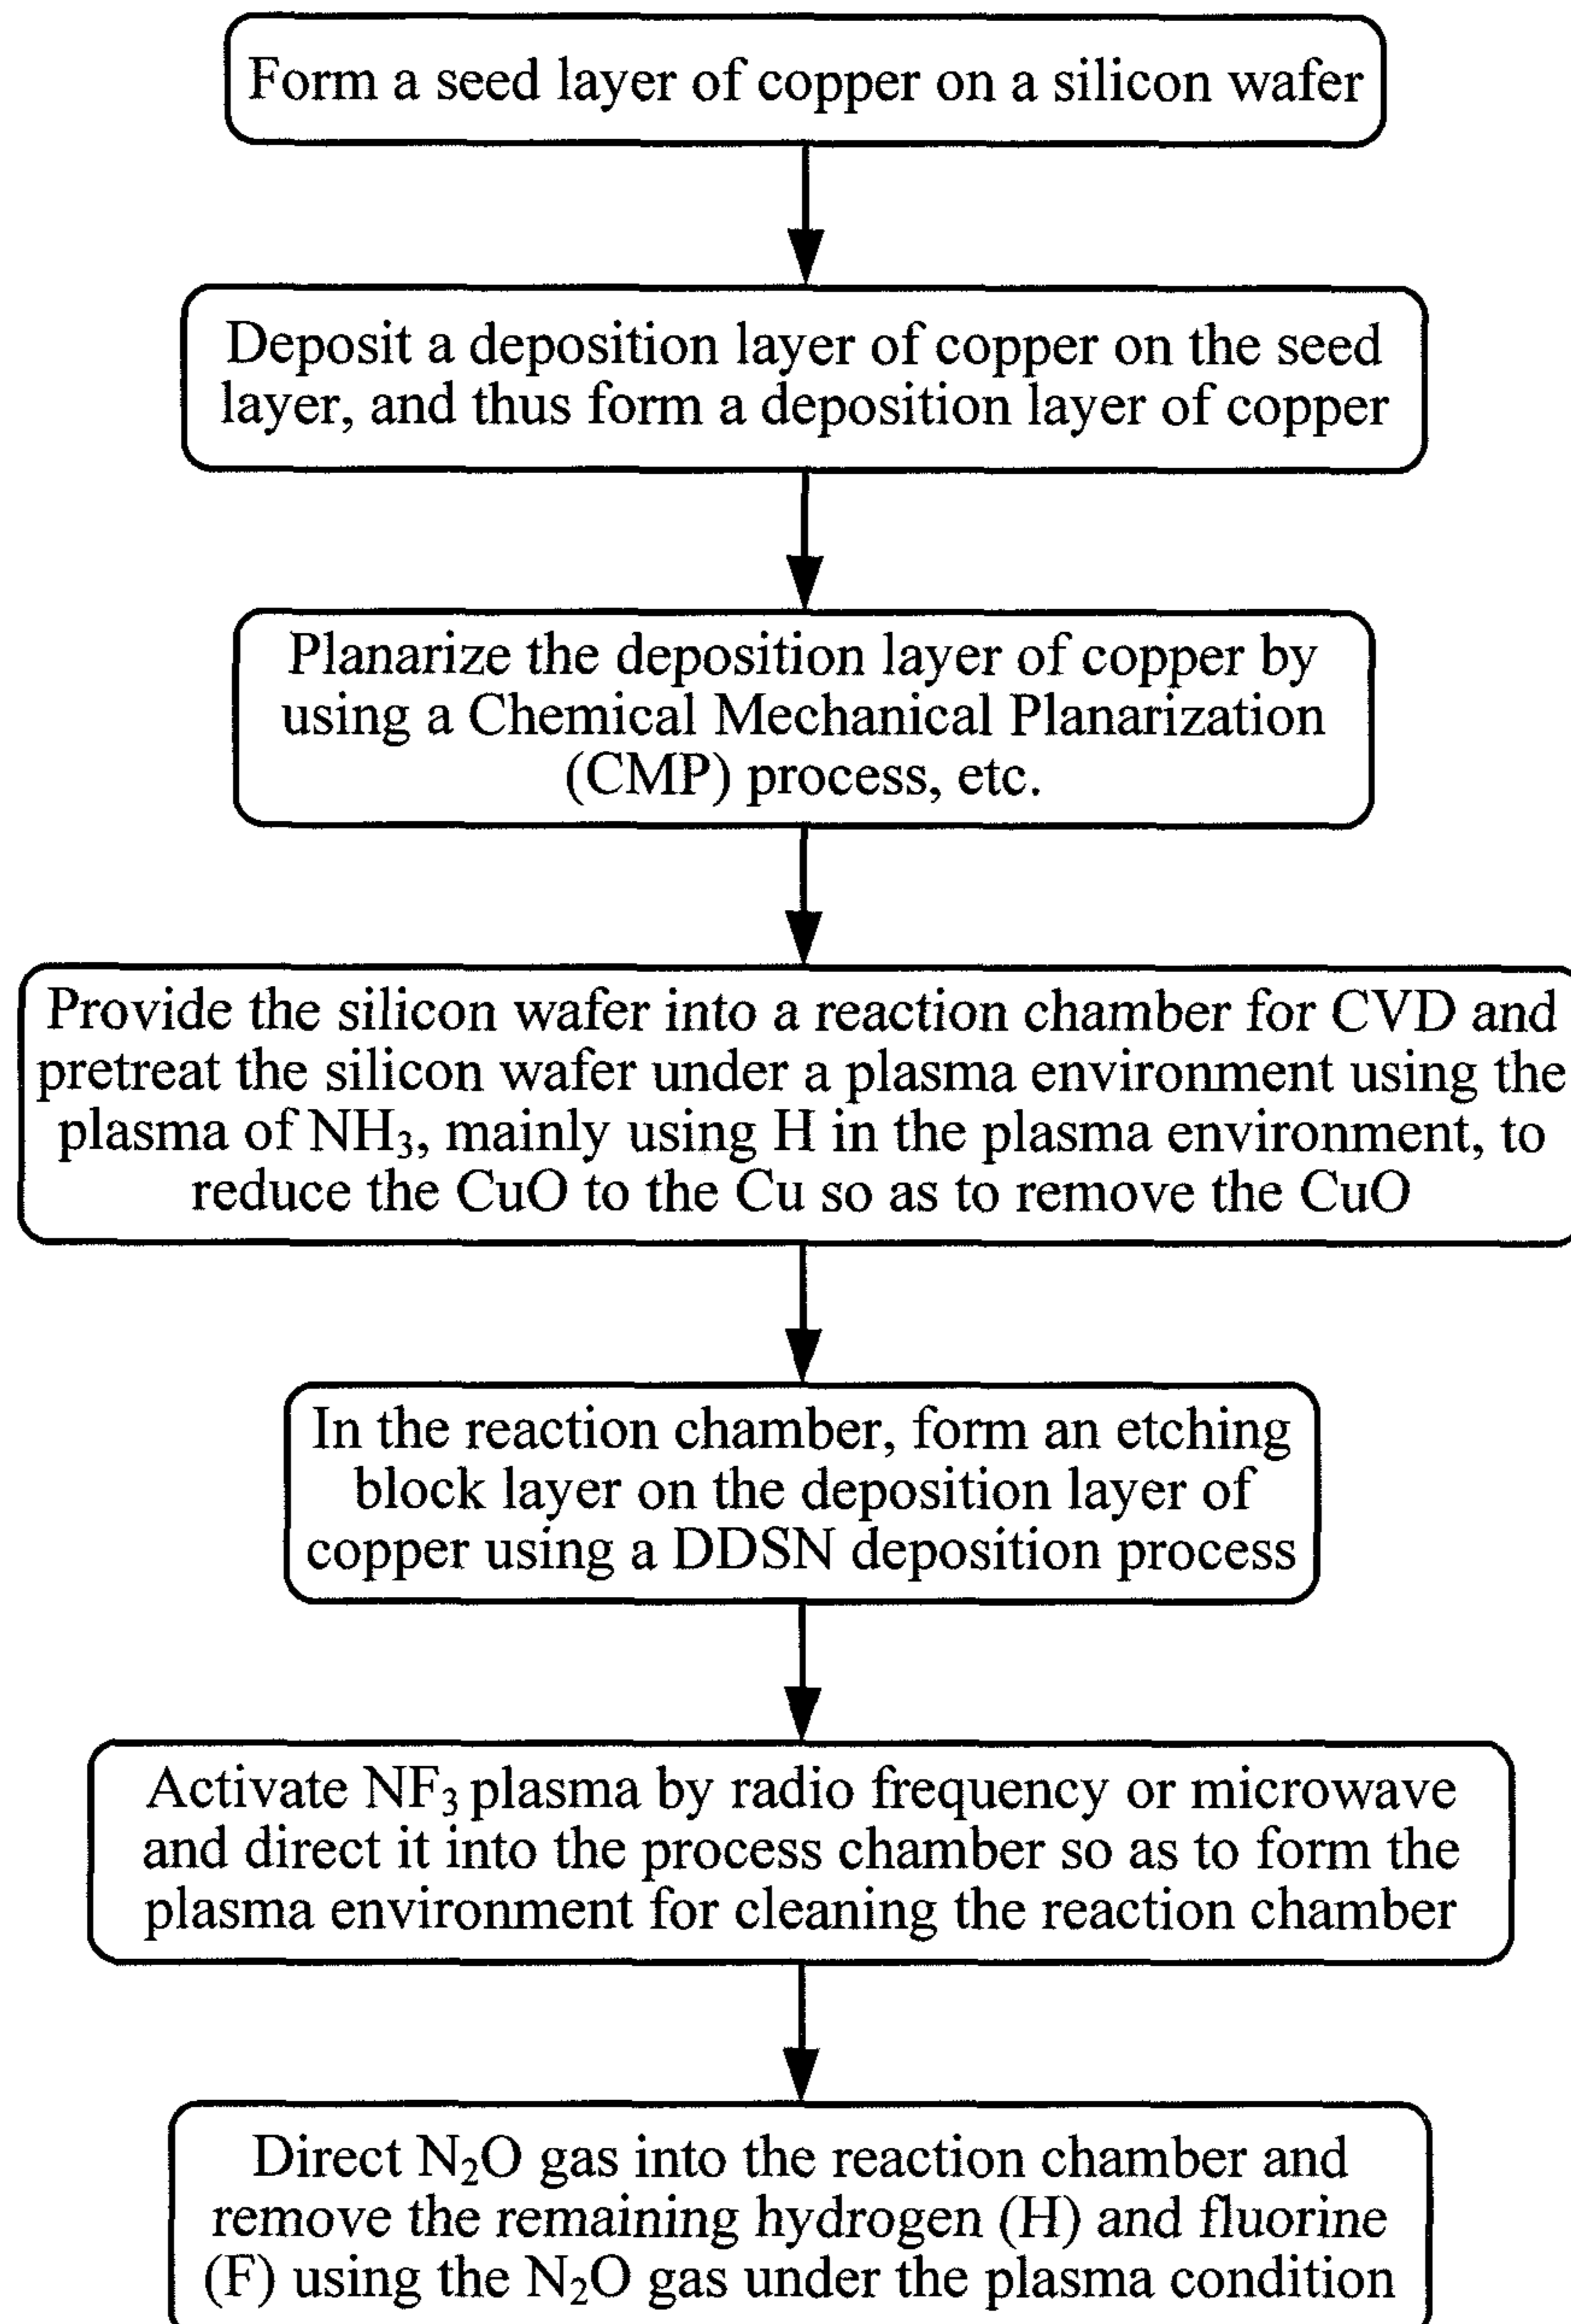 Form a seed layer of copper on a silicon wafer
Deposit a deposition layer of copper on the seed
layer, and thus form a deposition layer of copper
Planarize the deposition layer of copper by
using a Chemical Mechanical Planarization
(CMP) process, etc.
Provide the silicon wafer into a reaction chamber for CVD and
pretreat the silicon wafer under a plasma environment using the
plasma of NH₃, mainly using H in the plasma environment, to
reduce the CuO to the Cu so as to remove the CuO
In the reaction chamber, form an etching
block layer on the deposition layer of
copper using a DDSN deposition process
Activate NF₃ plasma by radio frequency or microwave
and direct it into the process chamber so as to form the
plasma environment for cleaning the reaction chamber
Direct N₂O gas into the reaction chamber and
remove the remaining hydrogen (H) and fluorine
(F) using the N₂O gas under the plasma condition